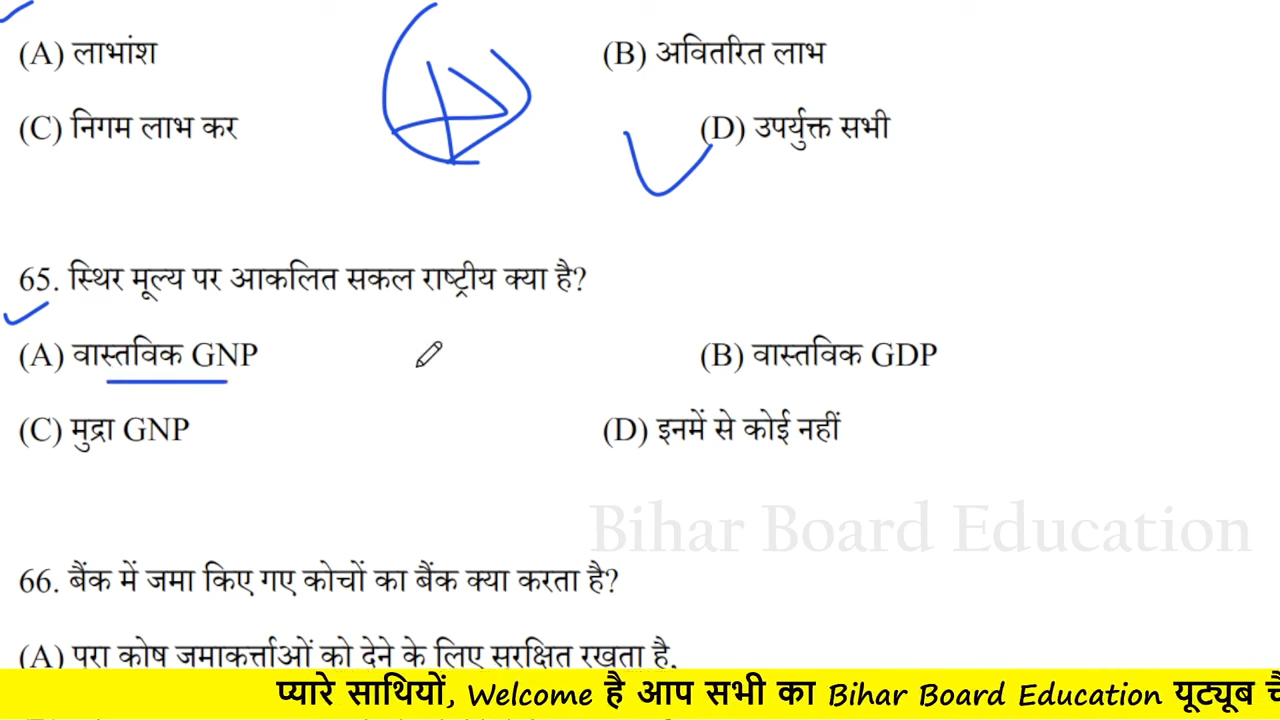 (A) लाभांश (B) अवितरित लाभ
(C) निगम लाभ कर (D) उपर्युक्त सभी
65. स्थिर मूल्य पर आकलित सकल राष्ट्रीय क्या है?
(A) वास्तविक GNP (B) वास्तविक GDP
(C) मुद्रा GNP (D) इनमें से कोई नहीं
Bihar Board Education
66. बैंक में जमा किए गए कोचों का बैंक क्या करता है?
(A) पूरा कोष जमाकर्त्ताओं को देने के लिए सुरक्षित रखता है,
प्यारे साथियों, Welcome है आप सभी का Bihar Board Education यूट्यूब